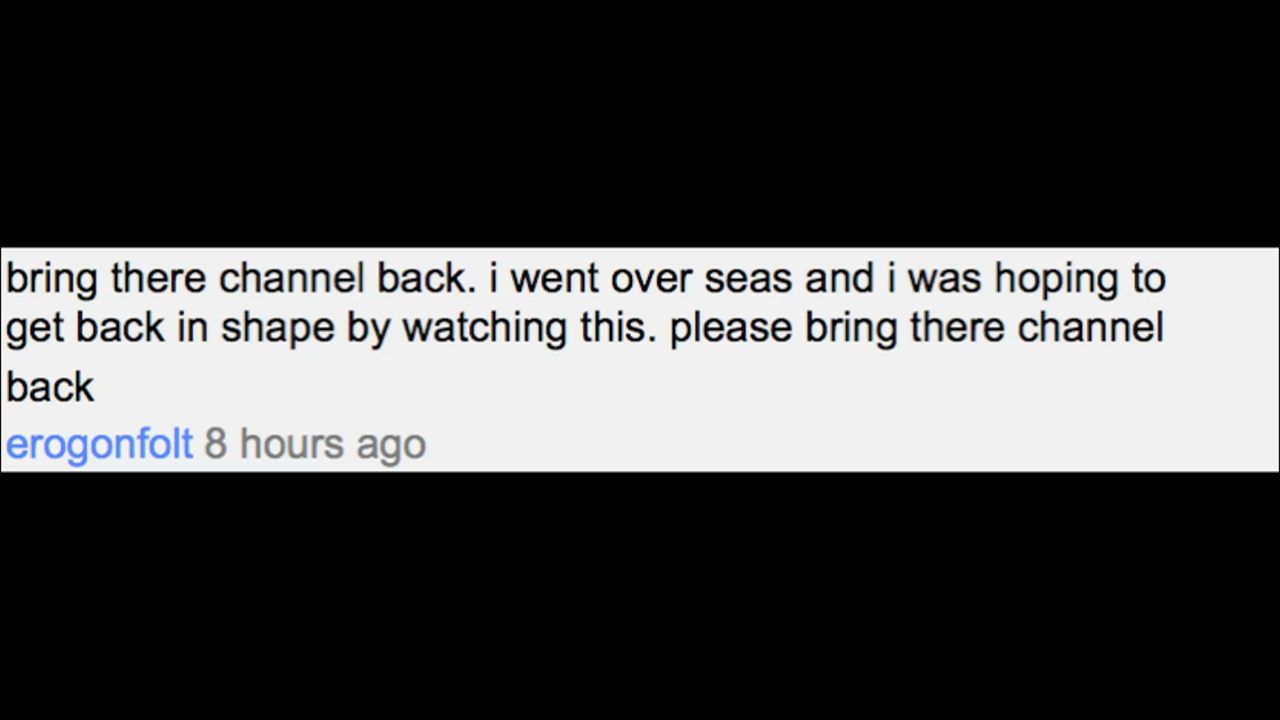 bring there channel back. i went over seas and i was hoping to
get back in shape by watching this. please bring there channel
back
erogonfolt 8 hours ago